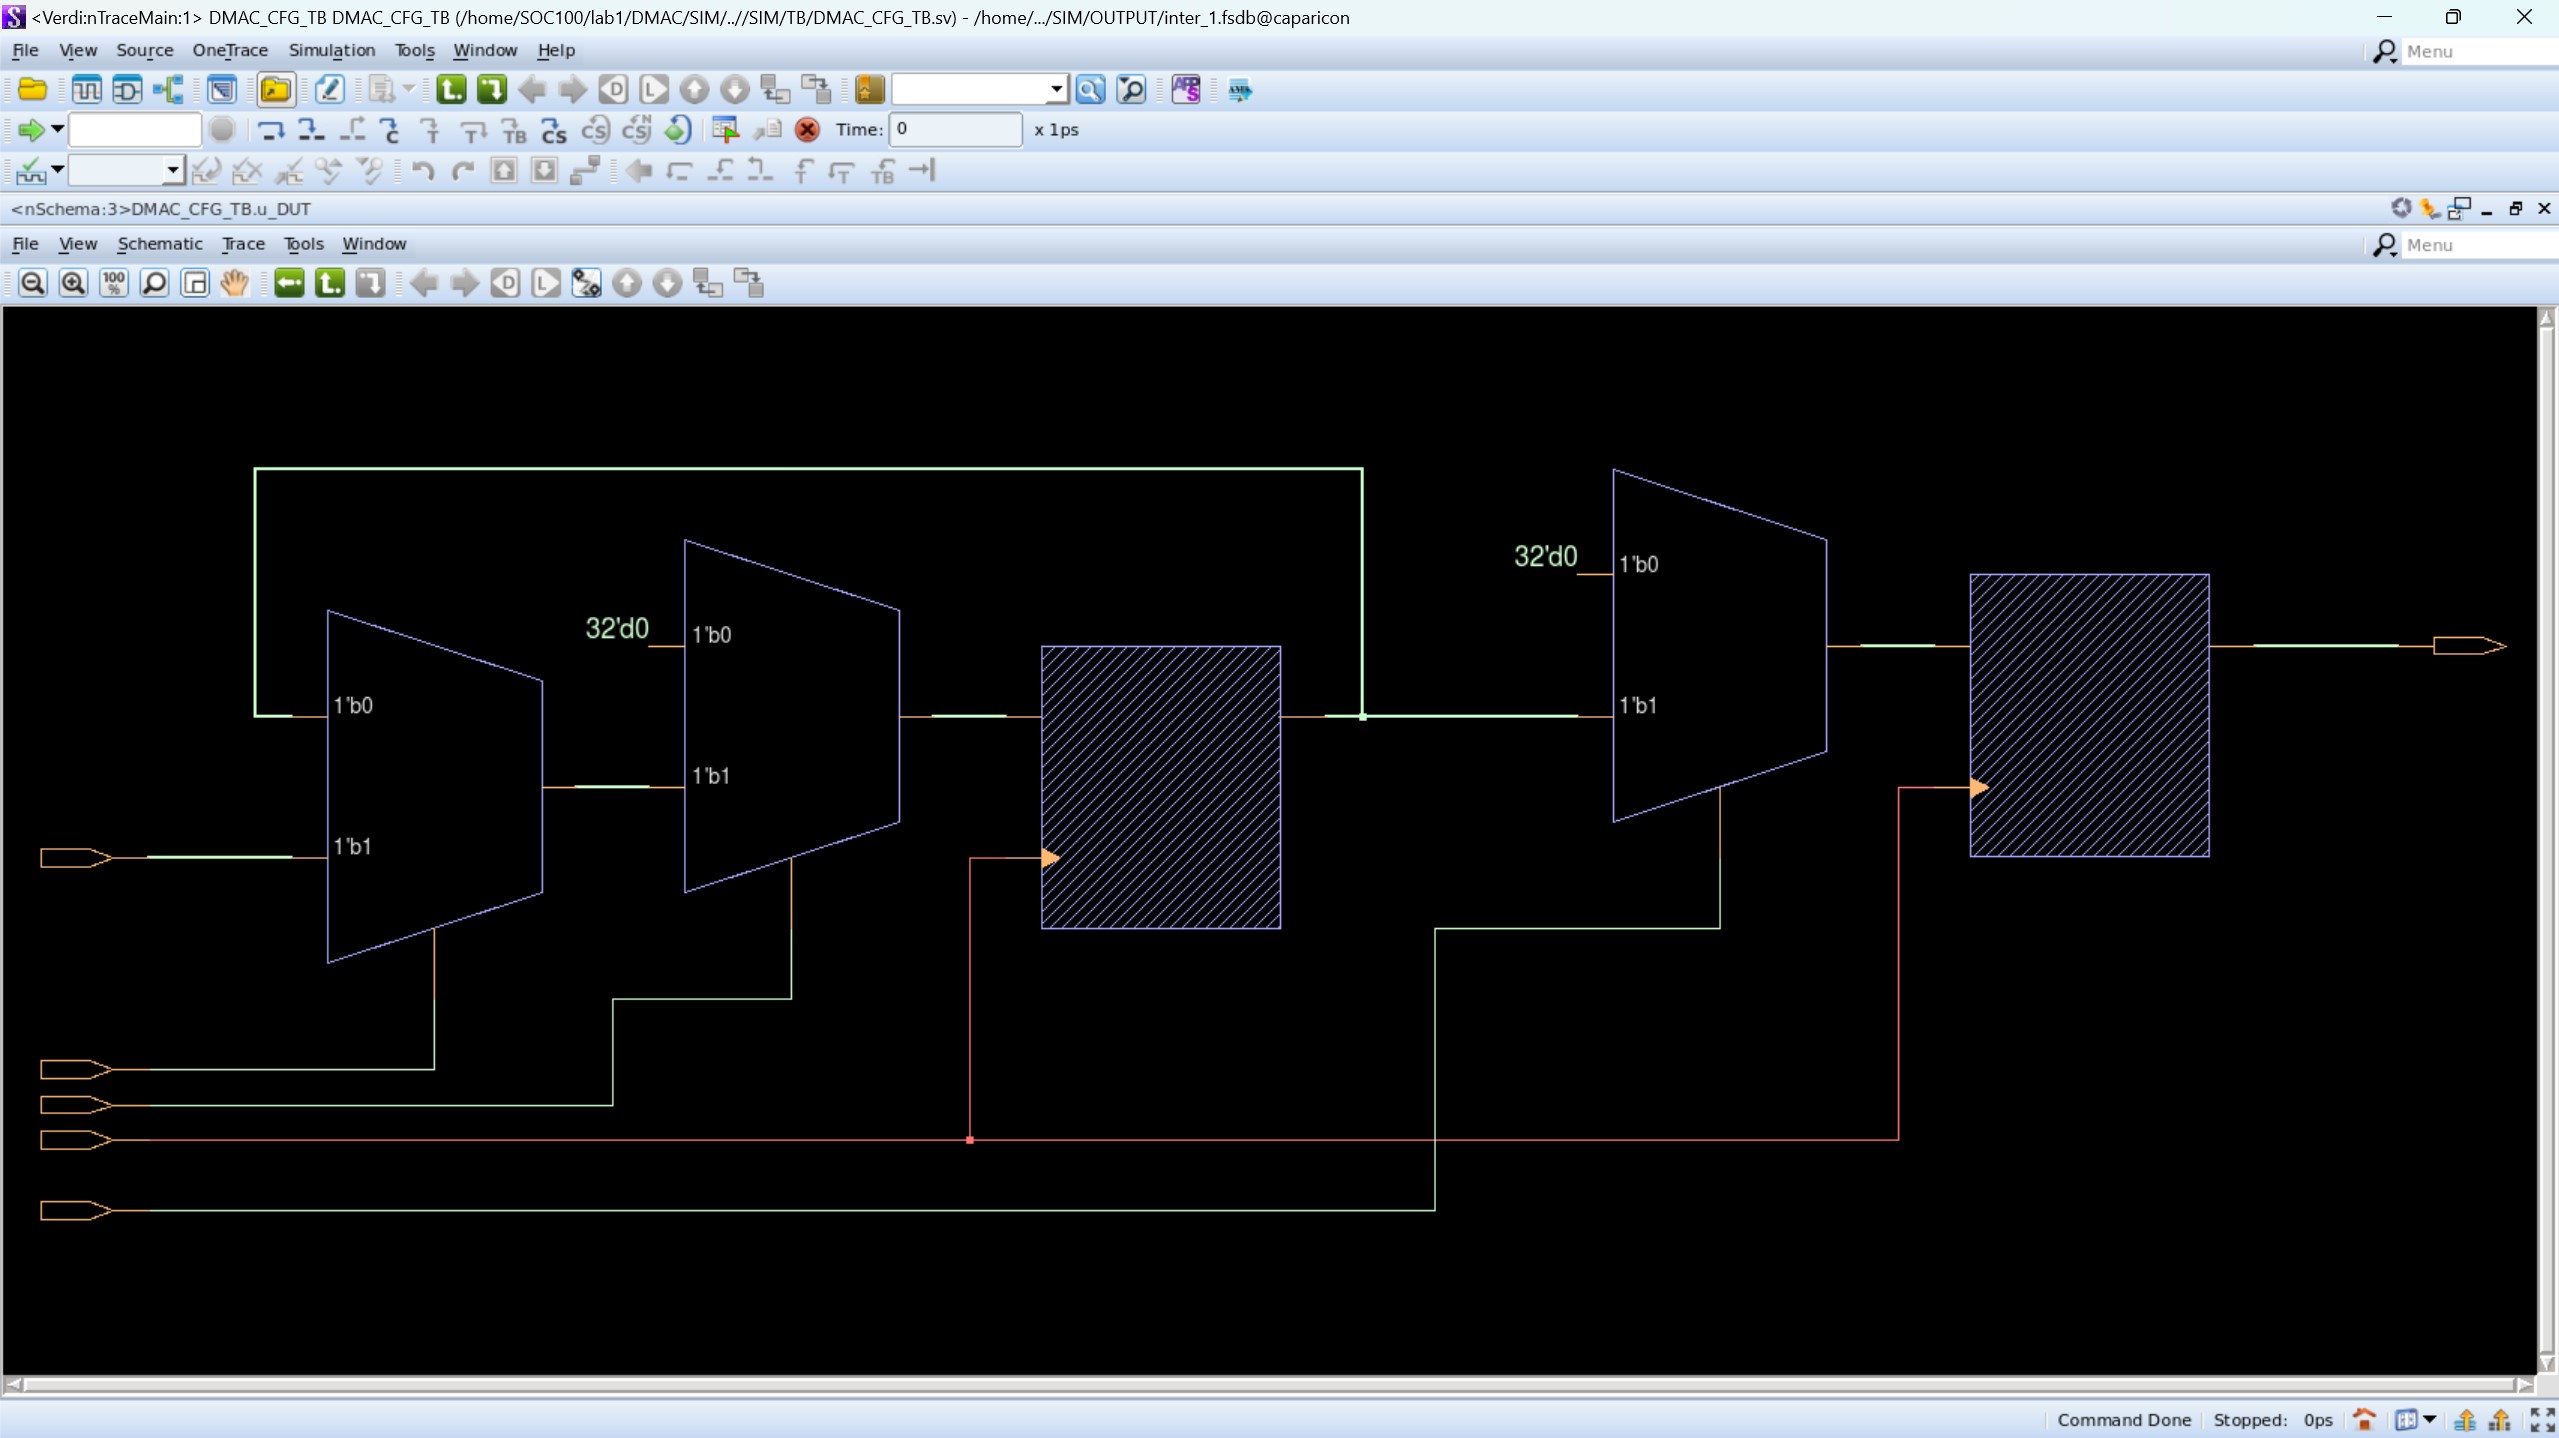 <Verdi:nTraceMain:1> DMAC_CFG_TB DMAC_CFG_TB (/home/SOC100/lab1/DMAC/SIM/..//SIM/TB/DMAC_CFG_TB.sv) - /home/.../SIM/OUTPUT/inter_1.fsdb@caparicon
File View Source OneTrace Simulation Tools Window Help
Menu
Time: 0 x 1ps
<nSchema:3>DMAC_CFG_TB.u_DUT
File View Schematic Trace Tools Window
Menu
100 %
32'd0 1'b0
32'd0 1'b0
1'b0
1'b1
1'b1
1'b1
Command Done Stopped: 0ps